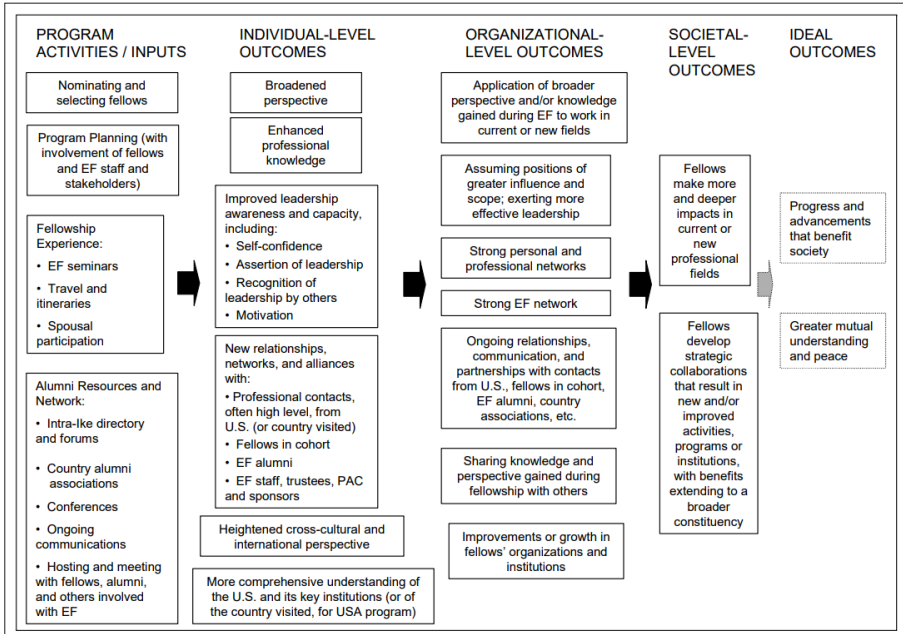 PROGRAM
ACTIVITIES / INPUTS
Nominating and
selecting fellows
Program Planning (with
involvement of fellows
and EF staff and
stakeholders)
Fellowship
Experience:
• EF seminars
• Travel and
itineraries
• Spousal
participation
Alumni Resources and
Network:
• Intra-Ike directory
and forums
• Country alumni
associations
• Conferences
• Ongoing
communications
• Hosting and meeting
with fellows, alumni,
and others involved
with EF
INDIVIDUAL-LEVEL
OUTCOMES
Broadened
perspective
Enhanced
professional
knowledge
Improved leadership
awareness and capacity,
including:
• Self-confidence
• Assertion of leadership
• Recognition of
leadership by others
• Motivation
New relationships,
networks, and alliances
with:
• Professional contacts,
often high level, from
U.S. (or country visited)
• Fellows in cohort
• EF alumni
• EF staff, trustees, PAC
and sponsors
Heightened cross-cultural and
international perspective
More comprehensive understanding of
the U.S. and its key institutions (or of
the country visited, for USA program)
ORGANIZATIONAL-
LEVEL OUTCOMES
Application of broader
perspective and/or knowledge
gained during EF to work in
current or new fields
Assuming positions of
greater influence and
scope; exerting more
effective leadership
Strong personal and
professional networks
Strong EF network
Ongoing relationships,
communication, and
partnerships with contacts
from U.S., fellows in cohort,
EF alumni, country
associations, etc.
Sharing knowledge and
perspective gained during
fellowship with others
Improvements or growth in
fellows' organizations and
institutions
SOCIETAL-
LEVEL
OUTCOMES
Fellows
make more
and deeper
impacts in
current or
new
professional
fields
Fellows
develop
strategic
collaborations
that result in
new and/or
improved
activities,
programs or
institutions,
with benefits
extending to a
broader
constituency
IDEAL
OUTCOMES
Progress and
advancements
that benefit
society
Greater mutual
understanding
and peace